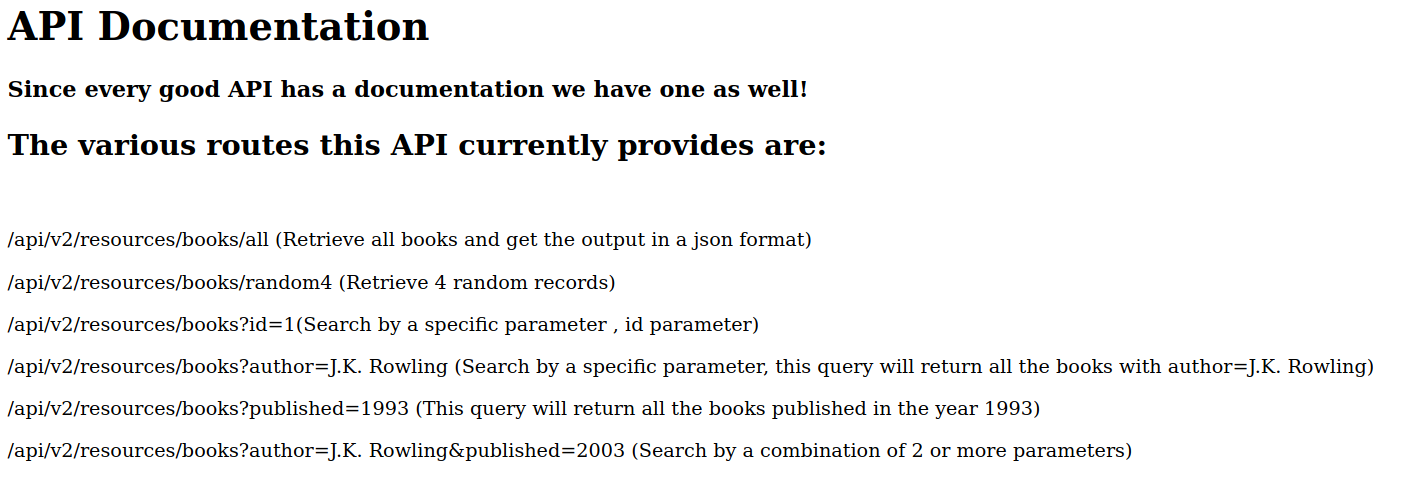 API Documentation
Since every good API has a documentation we have one as well!
The various routes this API currently provides are:
/api/v2/resources/books/all (Retrieve all books and get the output in a json format)
/api/v2/resources/books/random4 (Retrieve 4 random records)
/api/v2/resources/books?id=1(Search by a specific parameter , id parameter)
/api/v2/resources/books?author=J.K. Rowling (Search by a specific parameter, this query will return all the books with author=J.K. Rowling)
/api/v2/resources/books?published=1993 (This query will return all the books published in the year 1993)
/api/v2/resources/books?author=J.K. Rowling&published=2003 (Search by a combination of 2 or more parameters)